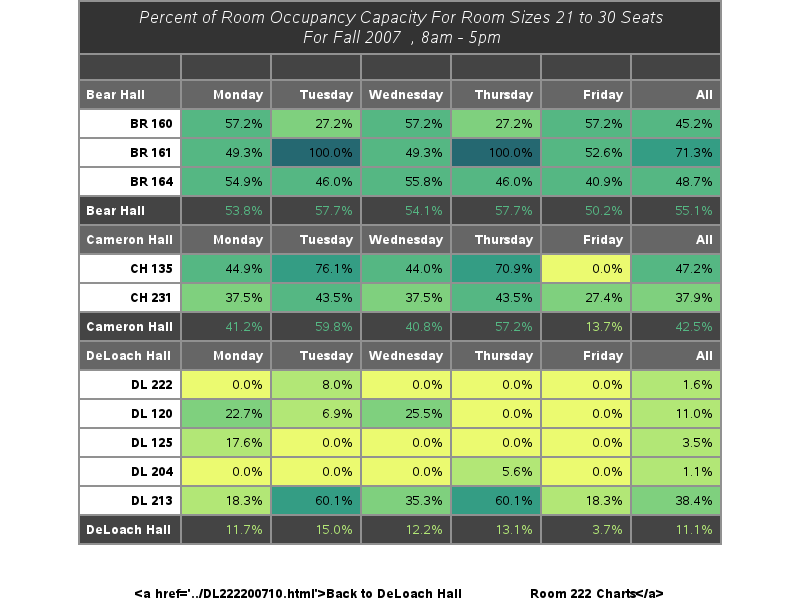 Percent of Room Occupancy Capacity For Room Sizes 21 to 30 Seats
For Fall 2007 , 8am - 5pm
Bear Hall Monday Tuesday Wednesday Thursday Friday All
BR 160 57.2% 27.2% 57.2% 27.2% 57.2% 45.2%
BR 161 49.3% 100.0% 49.3% 100.0% 52.6% 71.3%
BR 164 54.9% 46.0% 55.8% 46.0% 40.9% 48.7%
Bear Hall 53.8% 57.7% 54.1% 57.7% 50.2% 55.1%
Cameron Hall Monday Tuesday Wednesday Thursday Friday All
CH 135 44.9% 76.1% 44.0% 70.9% 0.0% 47.2%
CH 231 37.5% 43.5% 37.5% 43.5% 27.4% 37.9%
Cameron Hall 41.2% 59.8% 40.8% 57.2% 13.7% 42.5%
DeLoach Hall Monday Tuesday Wednesday Thursday Friday All
DL 222 0.0% 8.0% 0.0% 0.0% 0.0% 1.6%
DL 120 22.7% 6.9% 25.5% 0.0% 0.0% 11.0%
DL 125 17.6% 0.0% 0.0% 0.0% 0.0% 3.5%
DL 204 0.0% 0.0% 0.0% 5.6% 0.0% 1.1%
DL 213 18.3% 60.1% 35.3% 60.1% 18.3% 38.4%
DeLoach Hall 11.7% 15.0% 12.2% 13.1% 3.7% 11.1%
<a href='../DL222200710.html'>Back to DeLoach Hall Room 222 Charts</a>